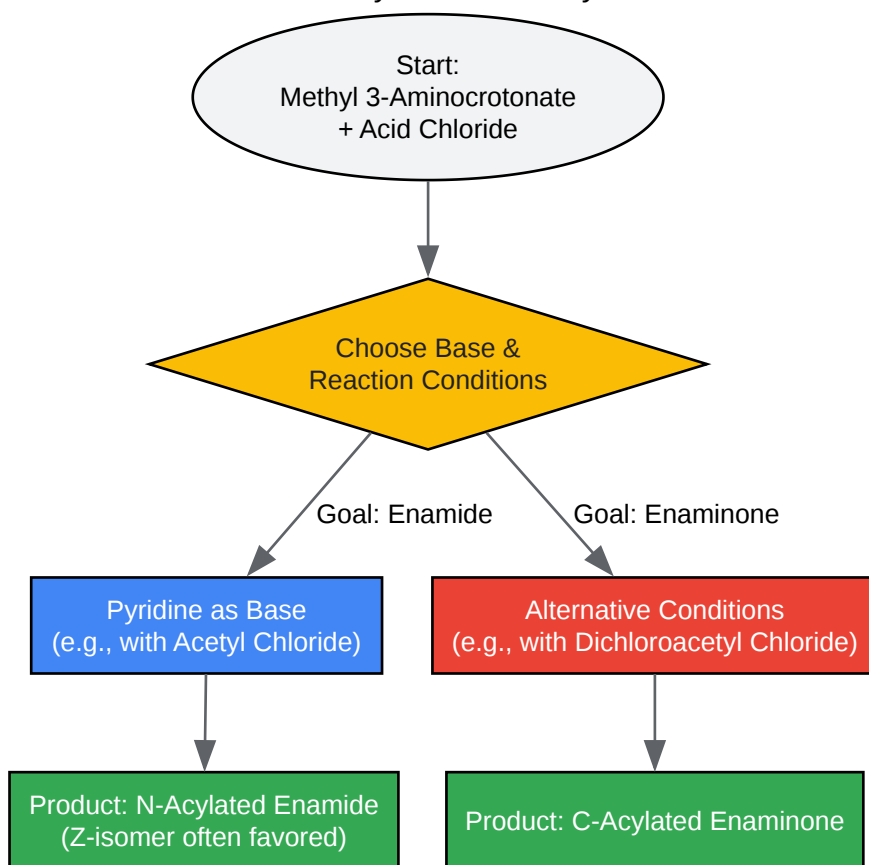 Start:
Methyl 3-Aminocrotonate
+ Acid Chloride
Choose Base &
Reaction Conditions
Goal: Enamide
Goal: Enaminone
Pyridine as Base
(e.g., with Acetyl Chloride)
Alternative Conditions
(e.g., with Dichloroacetyl Chloride)
Product: N-Acylated Enamide
(Z-isomer often favored)
Product: C-Acylated Enaminone